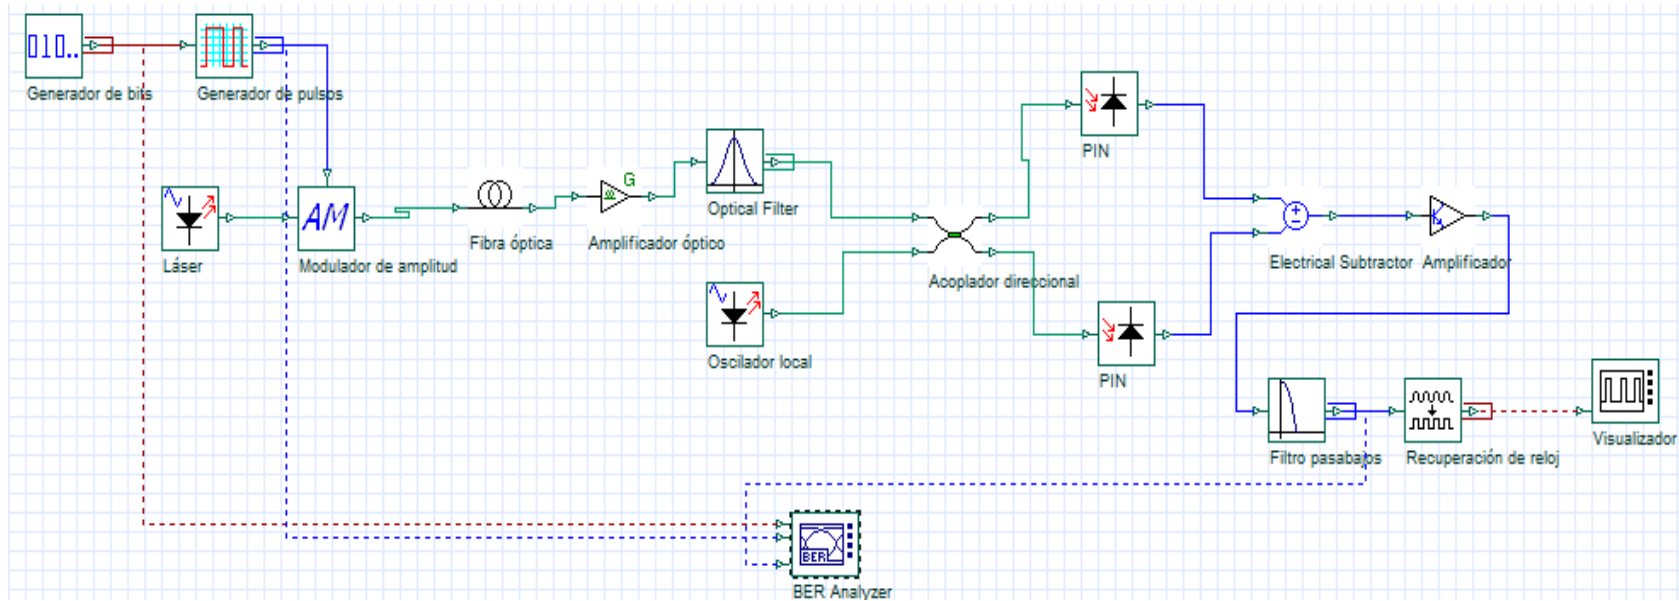 010..
Generador de bits
Generador de pulsos
PIN
G
Optical Filter
AM
Fibra óptica
Amplificador óptico
Láser
Modulador de amplitud
Electrical Subtractor
Amplificador
Acoplador direccional
Oscilador local
PIN
Visualizador
Filtro pasabajos
Recuperación de reloj
BER
BER Analyzer